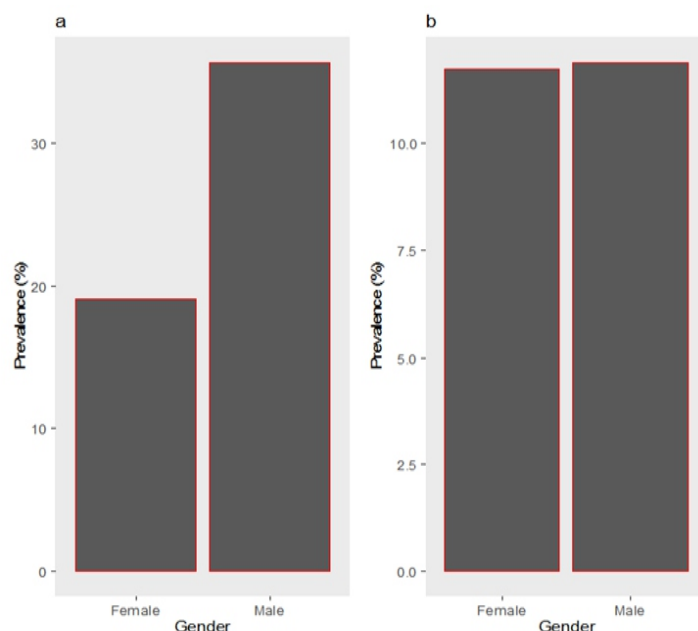 a
30
20
10
0
Prevalence (%)
Female Male
Gender
b
10.0
7.5
5.0
2.5
0.0
Prevalence (%)
Female Male
Gender